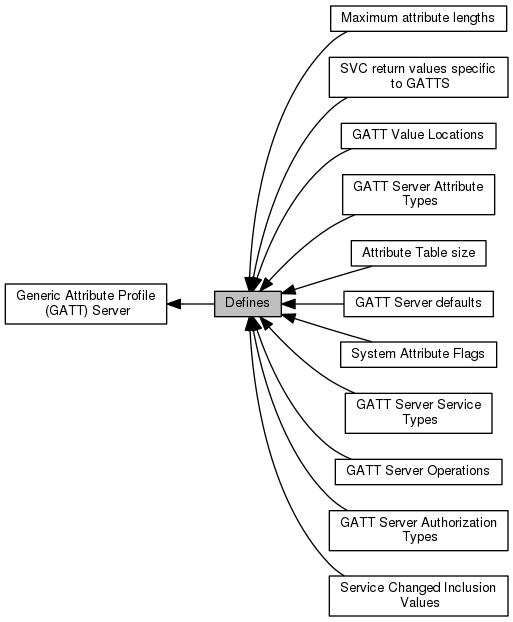 Maximum attribute lengths
SVC return values specific
to GATTS
GATT Value Locations
GATT Server Attribute
Types
Attribute Table size
Generic Attribute Profile
(GATT) Server
Defines
GATT Server defaults
System Attribute Flags
GATT Server Service
Types
GATT Server Operations
GATT Server Authorization
Types
Service Changed Inclusion
Values